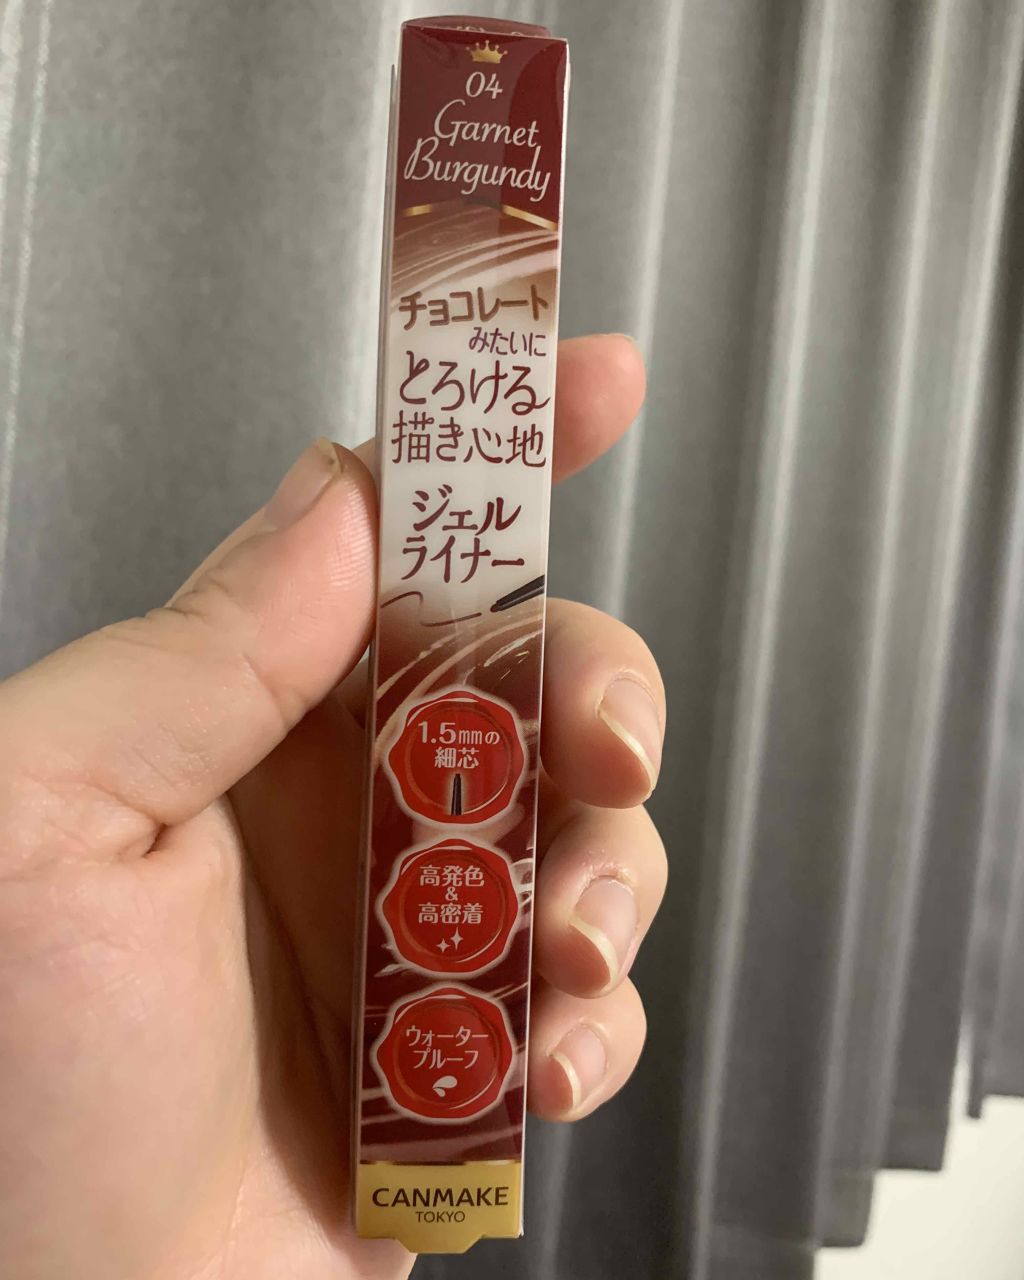 04
Garnet
Burgundy
チョコレート
みたいに
とろける
描き心地
ジェル
ライナー
1.5mmの
細芯
高発色
&
高密着
ウォーター
プルーフ
CANMAKE
TOKYO